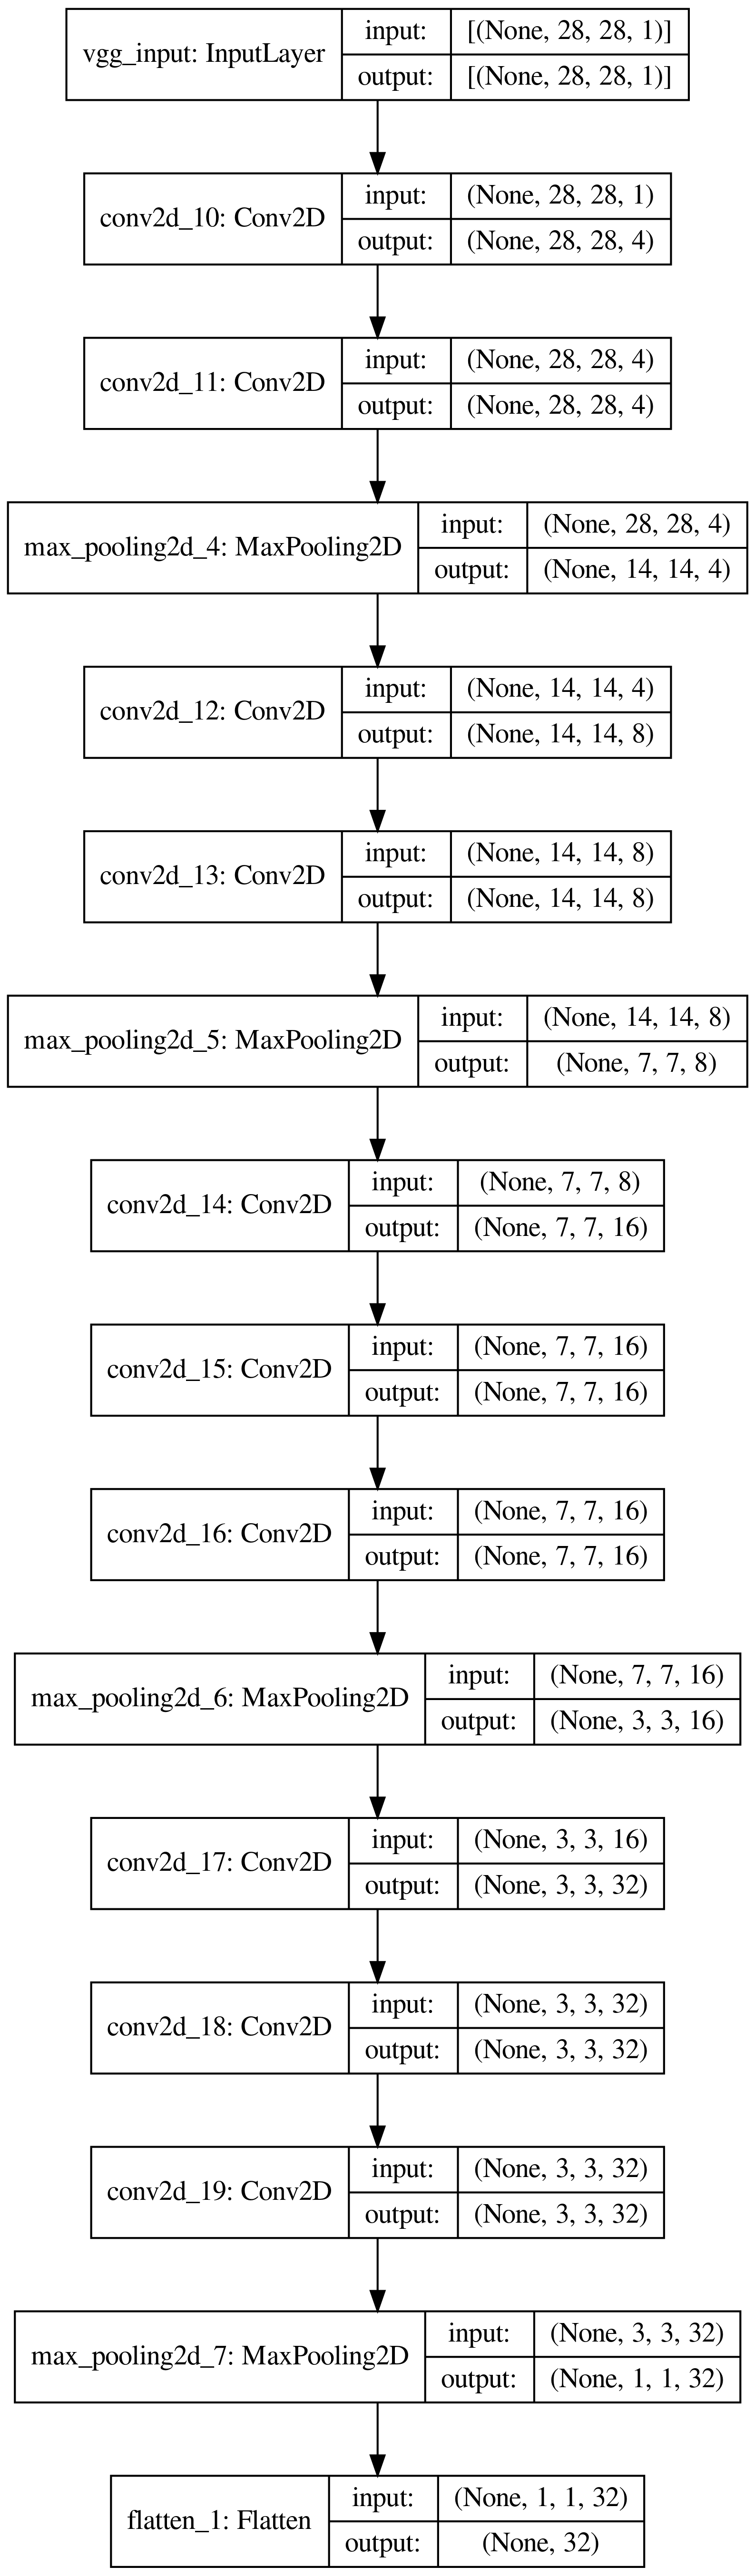 vgg_input: InputLayer
input:
[(None, 28, 28, 1)]
output:
[(None, 28, 28, 1)]
conv2d_10: Conv2D
input:
(None, 28, 28, 1)
output:
(None, 28, 28, 4)
conv2d_11: Conv2D
input:
(None, 28, 28, 4)
output:
(None, 28, 28, 4)
max_pooling2d_4: MaxPooling2D
input:
(None, 28, 28, 4)
output:
(None, 14, 14, 4)
conv2d_12: Conv2D
input:
(None, 14, 14, 4)
output:
(None, 14, 14, 8)
conv2d_13: Conv2D
input:
(None, 14, 14, 8)
output:
(None, 14, 14, 8)
max_pooling2d_5: MaxPooling2D
input:
(None, 14, 14, 8)
output:
(None, 7, 7, 8)
conv2d_14: Conv2D
input:
(None, 7, 7, 8)
output:
(None, 7, 7, 16)
conv2d_15: Conv2D
input:
(None, 7, 7, 16)
output:
(None, 7, 7, 16)
conv2d_16: Conv2D
input:
(None, 7, 7, 16)
output:
(None, 7, 7, 16)
max_pooling2d_6: MaxPooling2D
input:
(None, 7, 7, 16)
output:
(None, 3, 3, 16)
conv2d_17: Conv2D
input:
(None, 3, 3, 16)
output:
(None, 3, 3, 32)
conv2d_18: Conv2D
input:
(None, 3, 3, 32)
output:
(None, 3, 3, 32)
conv2d_19: Conv2D
input:
(None, 3, 3, 32)
output:
(None, 3, 3, 32)
max_pooling2d_7: MaxPooling2D
input:
(None, 3, 3, 32)
output:
(None, 1, 1, 32)
flatten_1: Flatten
input:
(None, 1, 1, 32)
output:
(None, 32)